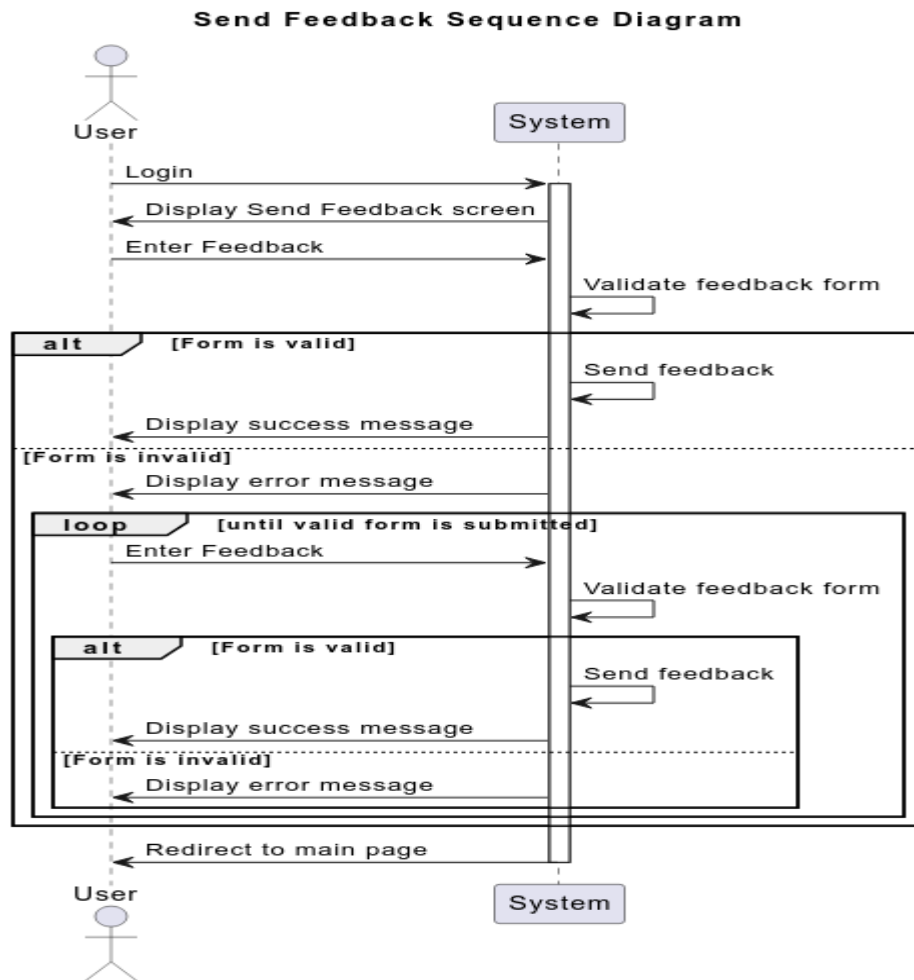 Send Feedback Sequence Diagram
User
System
Login
Display Send Feedback screen
Enter Feedback
Validate feedback form
alt [Form is valid]
Send feedback
Display success message
[Form is invalid]
Display error message
loop [until valid form is submitted]
Enter Feedback
Validate feedback form
alt [Form is valid]
Send feedback
Display success message
[Form is invalid]
Display error message
Redirect to main page
User
System